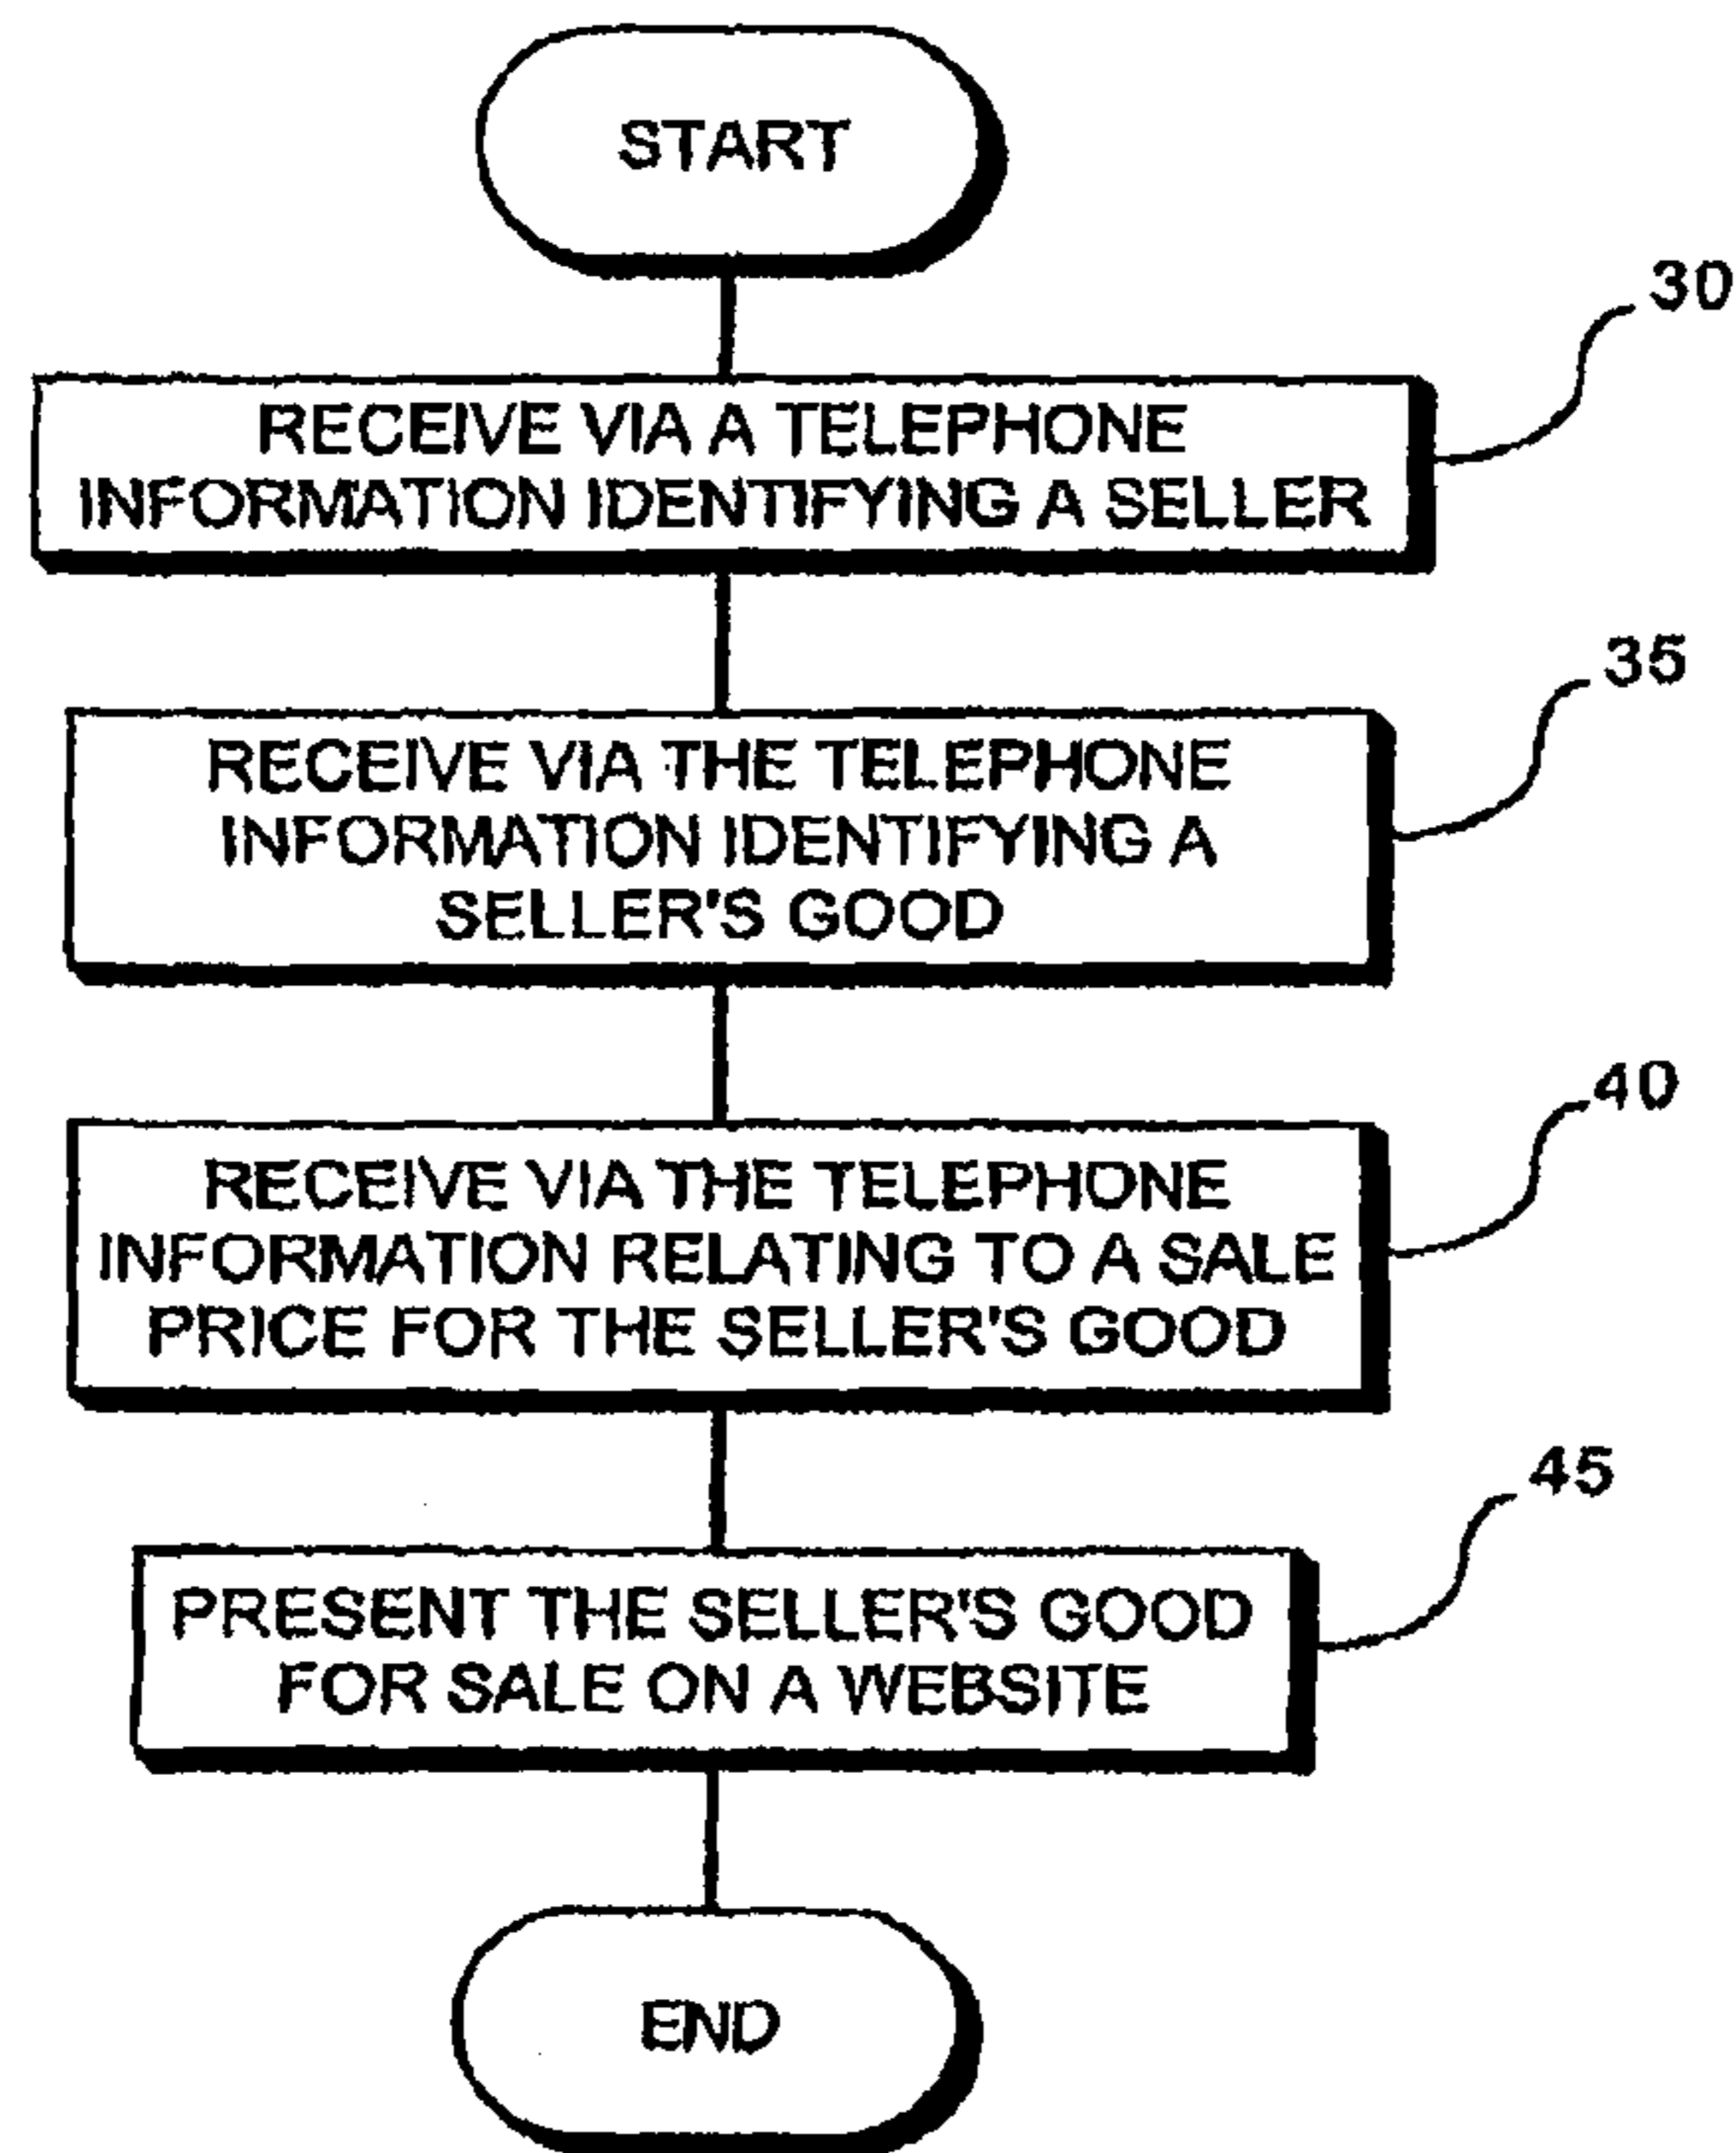 START
30
RECEIVE VIA A TELEPHONE
INFORMATION IDENTIFYING A SELLER
35
RECEIVE VIA THE TELEPHONE
INFORMATION IDENTIFYING A
SELLER'S GOOD
40
RECEIVE VIA THE TELEPHONE
INFORMATION RELATING TO A SALE
PRICE FOR THE SELLER'S GOOD
45
PRESENT THE SELLER'S GOOD
FOR SALE ON A WEBSITE
END